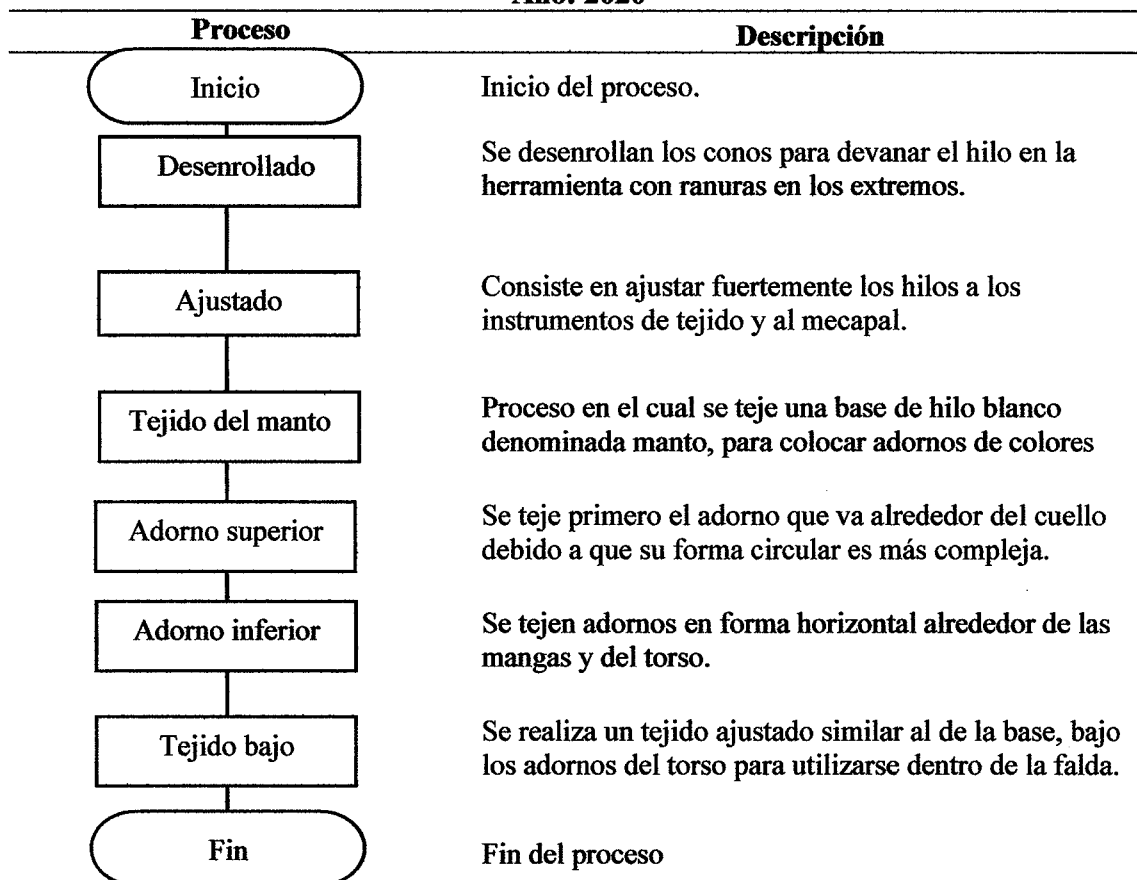 Año: 2020
Proceso Descripción
Inicio Inicio del proceso.
Desenrollado Se desenrollan los conos para devanar el hilo en la
herramienta con ranuras en los extremos.
Ajustado Consiste en ajustar fuertemente los hilos a los
instrumentos de tejido y al mecapal.
Tejido del manto Proceso en el cual se teje una base de hilo blanco
denominada manto, para colocar adornos de colores
Adorno superior Se teje primero el adorno que va alrededor del cuello
debido a que su forma circular es más compleja.
Adorno inferior Se tejen adornos en forma horizontal alrededor de las
mangas y del torso.
Tejido bajo Se realiza un tejido ajustado similar al de la base, bajo
los adornos del torso para utilizarse dentro de la falda.
Fin Fin del proceso